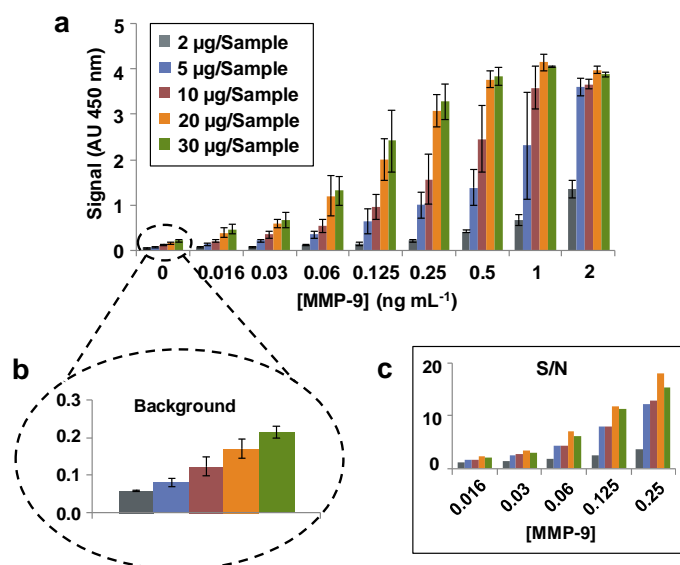 a
2 µg/Sample
5 µg/Sample
10 µg/Sample
20 µg/Sample
30 µg/Sample
Signal (AU 450 nm)
5
4
3
2
1
0
0 0.016 0.03 0.06 0.125 0.25 0.5 1 2
[MMP-9] (ng mL⁻¹)
b
Background
0.3
0.2
0.1
0.0
c
S/N
20
10
0
0.016 0.03 0.06 0.125 0.25
[MMP-9]